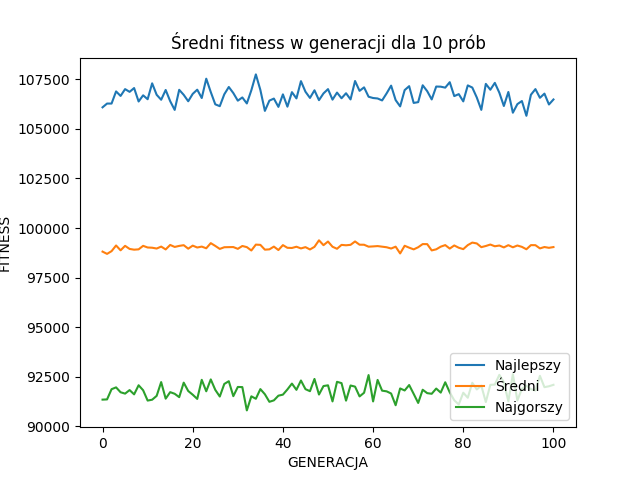 Średni fitness w generacji dla 10 prób
FITNESS
107500
105000
102500
100000
97500
95000
92500
90000
0 20 40 60 80 100
GENERACJA
Najlepszy
Średni
Najgorszy